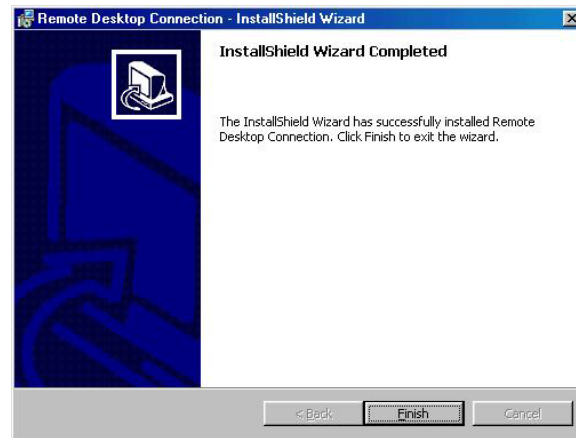 Remote Desktop Connection - InstallShield Wizard
InstallShield Wizard Completed
The InstallShield Wizard has successfully installed Remote
Desktop Connection. Click Finish to exit the wizard.
< Back
Finish
Cancel